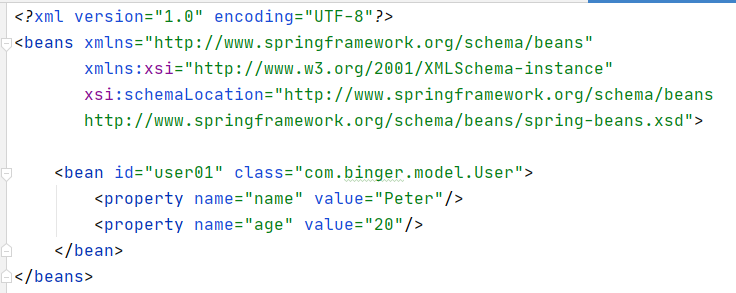 <?xml version="1.0" encoding="UTF-8"?>
<beans xmlns="http://www.springframework.org/schema/beans"
       xmlns:xsi="http://www.w3.org/2001/XMLSchema-instance"
       xsi:schemaLocation="http://www.springframework.org/schema/beans
       http://www.springframework.org/schema/beans/spring-beans.xsd">

    <bean id="user01" class="com.binger.model.User">
        <property name="name" value="Peter"/>
        <property name="age" value="20"/>
    </bean>
</beans>